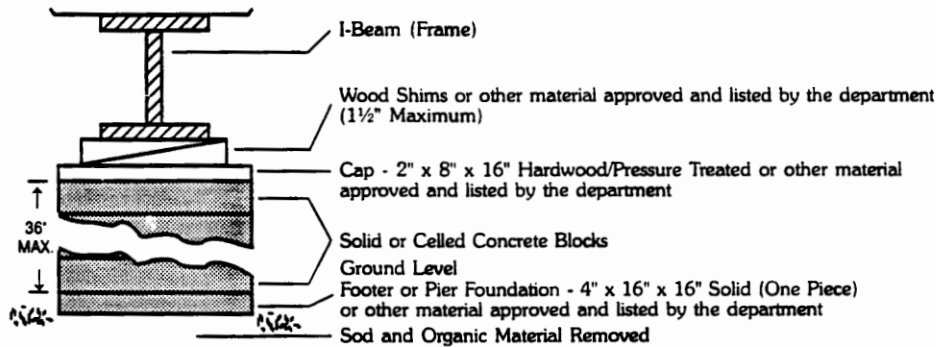 I-Beam (Frame)
Wood Shims or other material approved and listed by the department
(1½" Maximum)
Cap - 2" x 8" x 16" Hardwood/Pressure Treated or other material
approved and listed by the department
36"
MAX.
Solid or Celled Concrete Blocks
Ground Level
Footer or Pier Foundation - 4" x 16" x 16" Solid (One Piece)
or other material approved and listed by the department
Sod and Organic Material Removed